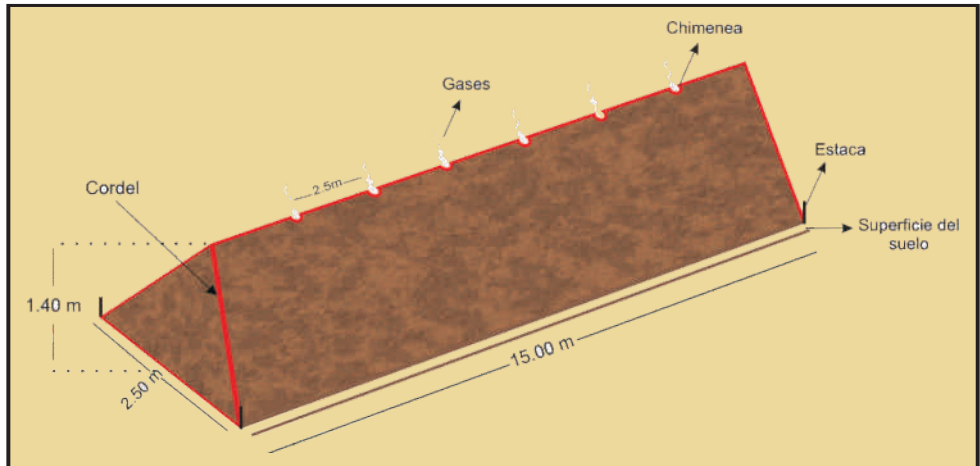 Chimenea
Gases
Estaca
2.5m
Cordel
Superficie del
suelo
1.40 m
15.00 m
2.50 m